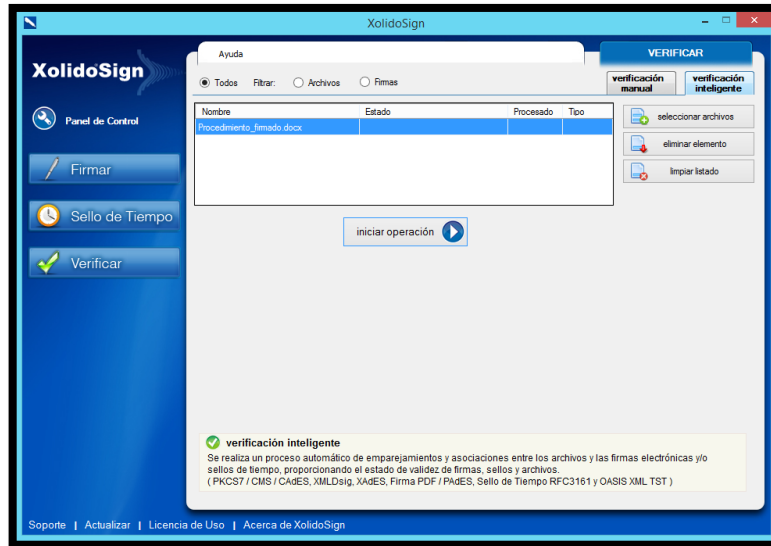 XolidoSign
XolidoSign
Panel de Control
Firmar
Sello de Tiempo
Verificar
Ayuda
VERIFICAR
Todos Filtrar: Archivos Firmas
verificación manual
verificación inteligente
Nombre Estado Procesado Tipo
Procedimiento_firmado.docx
seleccionar archivos
eliminar elemento
limpiar listado
iniciar operación
verificación inteligente
Se realiza un proceso automático de emparejamientos y asociaciones entre los archivos y las firmas electrónicas y/o
sellos de tiempo, proporcionando el estado de validez de firmas, sellos y archivos.
( PKCS7 / CMS / CAdES, XMLDsig, XAdES, Firma PDF / PAdES, Sello de Tiempo RFC3161 y OASIS XML TST )
Soporte | Actualizar | Licencia de Uso | Acerca de XolidoSign